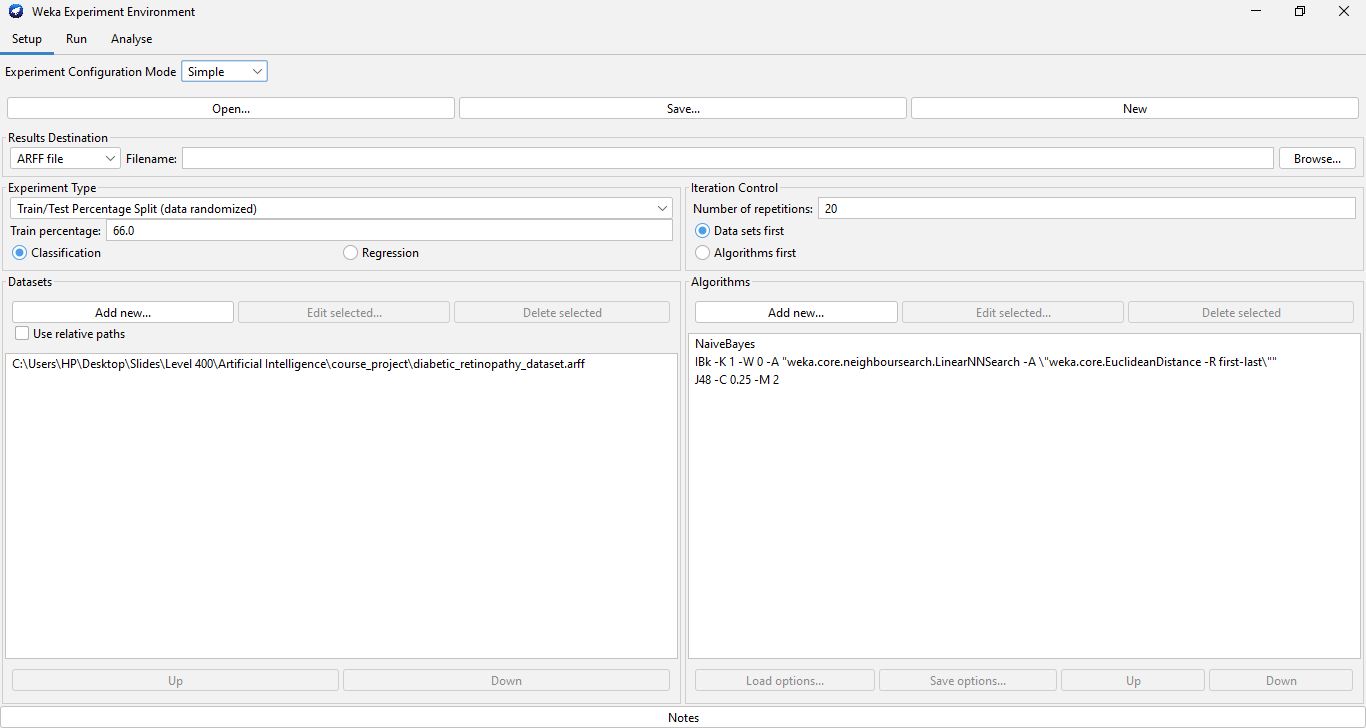 Weka Experiment Environment
Setup Run Analyse
Experiment Configuration Mode Simple
Open... Save... New
Results Destination
ARFF file Filename: Browse...
Experiment Type
Train/Test Percentage Split (data randomized)
Train percentage: 66.0
Classification Regression
Iteration Control
Number of repetitions: 20
Data sets first
Algorithms first
Datasets
Add new... Edit selected... Delete selected
Use relative paths
C:\Users\HP\Desktop\Slides\Level 400\Artificial Intelligence\course_project\diabetic_retinopathy_dataset.arff
Up Down
Algorithms
Add new... Edit selected... Delete selected
NaiveBayes
IBk -K 1 -W 0 -A "weka.core.neighboursearch.LinearNNSearch -A \"weka.core.EuclideanDistance -R first-last\""
J48 -C 0.25 -M 2
Load options... Save options... Up Down
Notes